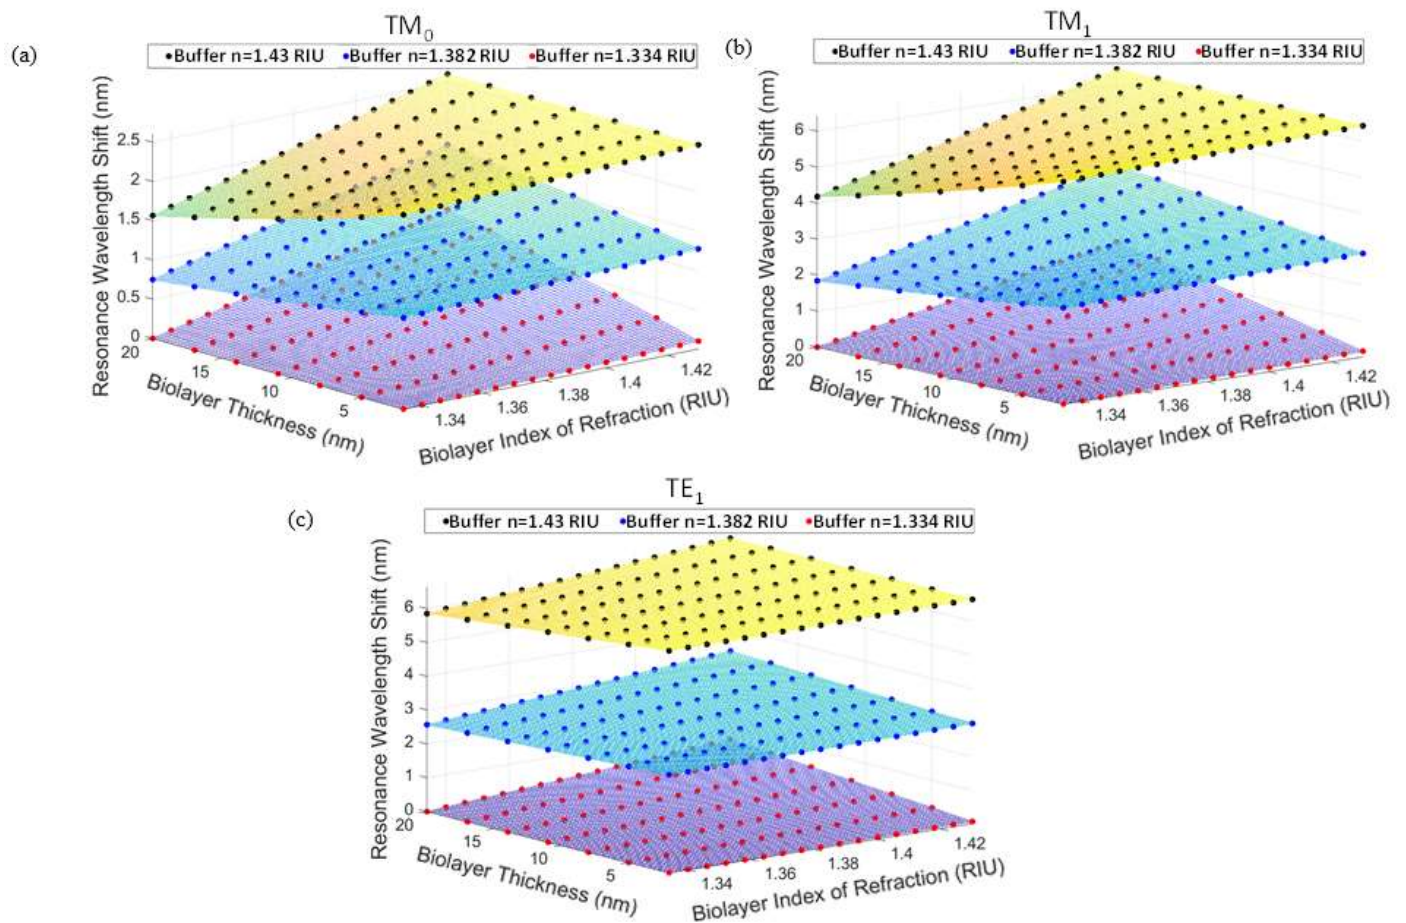 (a)
TM0
Buffer n=1.43 RIU Buffer n=1.382 RIU Buffer n=1.334 RIU
Resonance Wavelength Shift (nm)
2.5
2
1.5
1
0.5
0
20
15
10
5
Biolayer Thickness (nm)
1.34
1.36
1.38
1.4
1.42
Biolayer Index of Refraction (RIU)
(b)
TM1
Buffer n=1.43 RIU Buffer n=1.382 RIU Buffer n=1.334 RIU
Resonance Wavelength Shift (nm)
6
5
4
3
2
1
0
20
15
10
5
Biolayer Thickness (nm)
1.34
1.36
1.38
1.4
1.42
Biolayer Index of Refraction (RIU)
(c)
TE1
Buffer n=1.43 RIU Buffer n=1.382 RIU Buffer n=1.334 RIU
Resonance Wavelength Shift (nm)
6
5
4
3
2
1
0
20
15
10
5
Biolayer Thickness (nm)
1.34
1.36
1.38
1.4
1.42
Biolayer Index of Refraction (RIU)